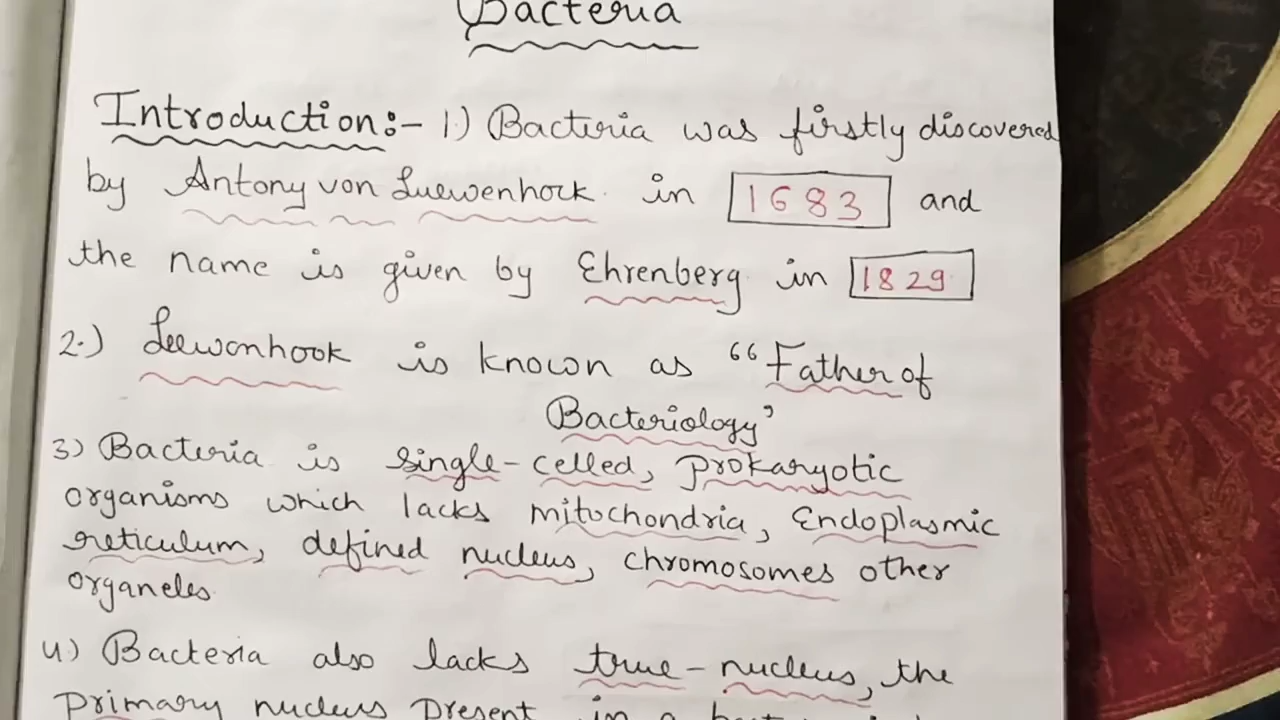 Bacteria
Introduction:- 1.) Bacteria was firstly discovered
by Antony von Luewenhock in 1683 and
the name is given by Ehrenberg in 1829.
2.) Leewonhook is known as "Father of
Bacteriology'
3) Bacteria is single-celled, prokaryotic
organisms which lacks mitochondria, Endoplasmic
reticulum, defined nucleus, chromosomes other
organeles.
4) Bacteria also lacks true-nucleus, the
Primary nucleus present in a